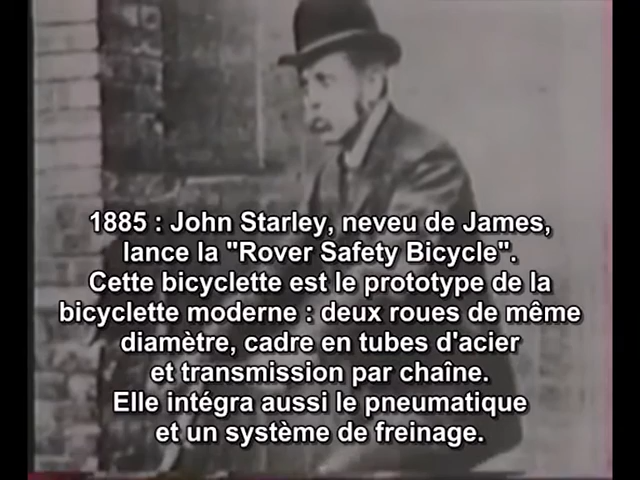 1885 : John Starley, neveu de James,
lance la "Rover Safety Bicycle".
Cette bicyclette est le prototype de la
bicyclette moderne : deux roues de même
diamètre, cadre en tubes d'acier
et transmission par chaîne.
Elle intégra aussi le pneumatique
et un système de freinage.